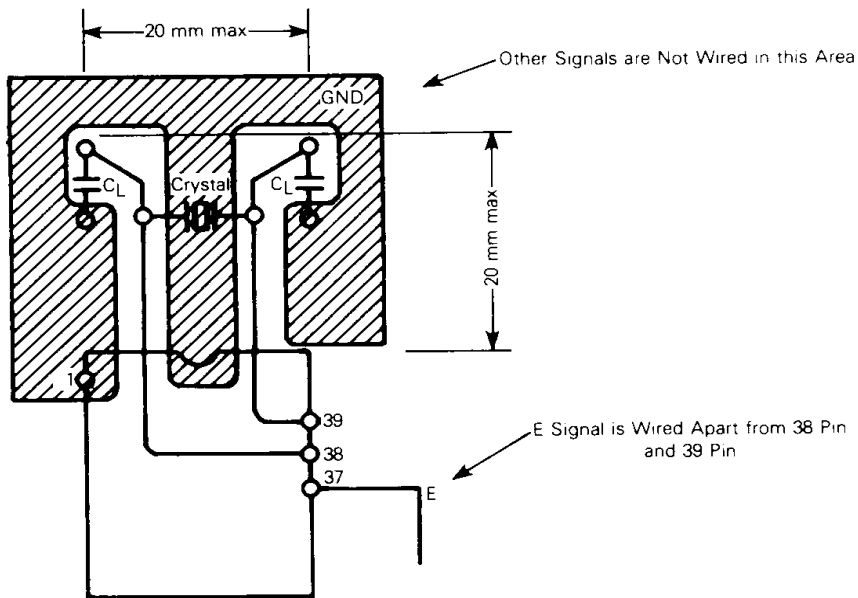 20 mm max
Other Signals are Not Wired in this Area
GND
CL
Crystal
CL
20 mm max
1
39
38
37
E
E Signal is Wired Apart from 38 Pin
and 39 Pin